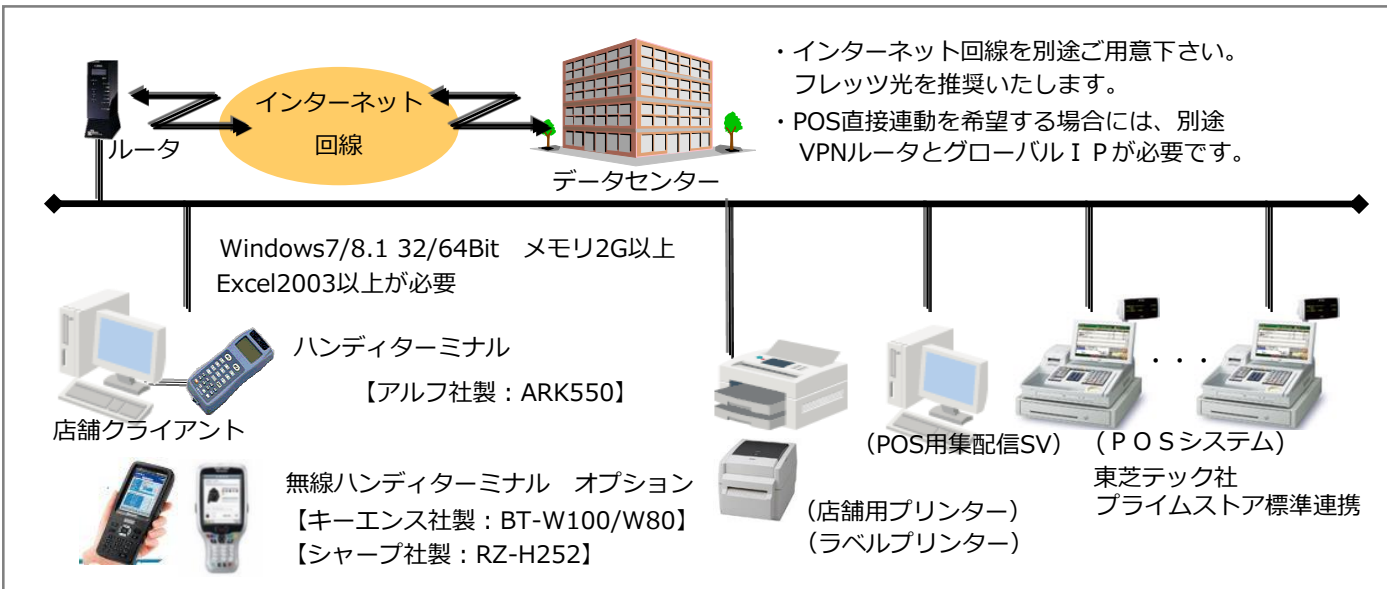 ・インターネット回線を別途ご用意下さい。
フレッツ光を推奨いたします。
・POS直接連動を希望する場合には、別途
VPNルータとグローバルＩＰが必要です。
インターネット
回線
ルータ
データセンター
Windows7/8.1 32/64Bit　メモリ2G以上
Excel2003以上が必要
ハンディターミナル
【アルフ社製：ARK550】
店舗クライアント
無線ハンディターミナル　オプション
【キーエンス社製：BT-W100/W80】
【シャープ社製：RZ-H252】
（店舗用プリンター）
（ラベルプリンター）
（POS用集配信SV）
・・・
（ＰＯＳシステム）
東芝テック社
プライムストア標準連携